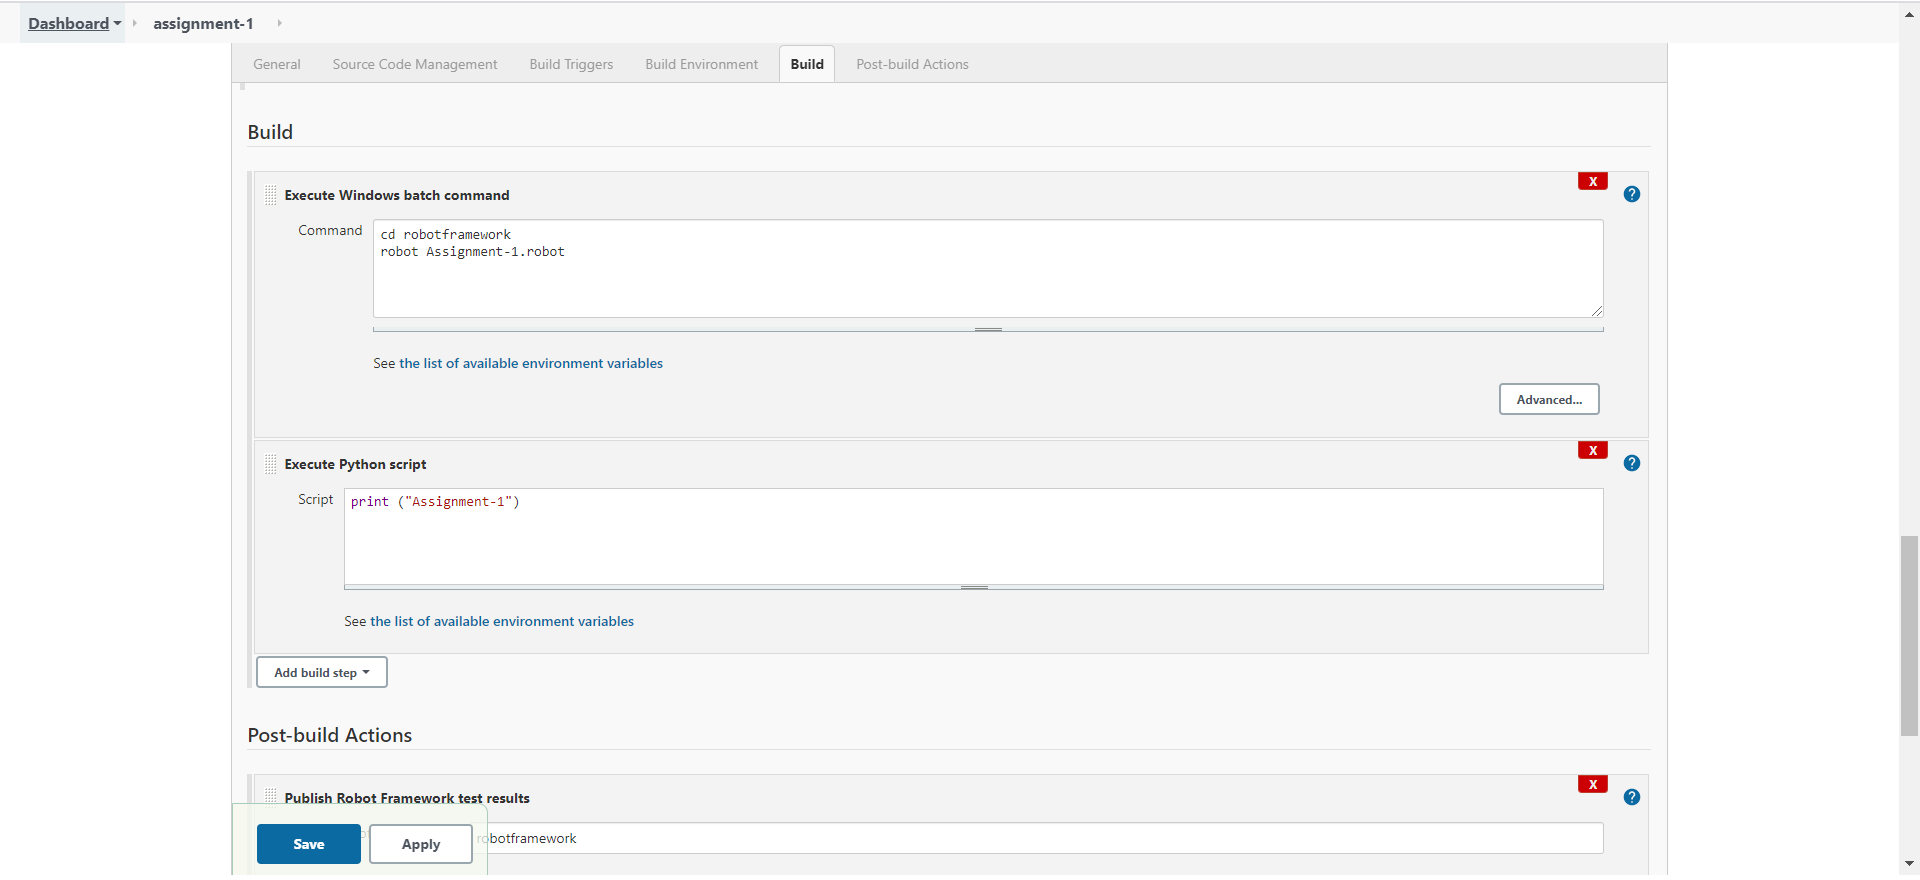 Dashboard assignment-1
General Source Code Management Build Triggers Build Environment Build Post-build Actions
Build
X
Execute Windows batch command ?
Command
cd robotframework
robot Assignment-1.robot
See the list of available environment variables
Advanced...
X
Execute Python script ?
Script
print ("Assignment-1")
See the list of available environment variables
Add build step
Post-build Actions
X
Publish Robot Framework test results ?
robotframework
Save Apply